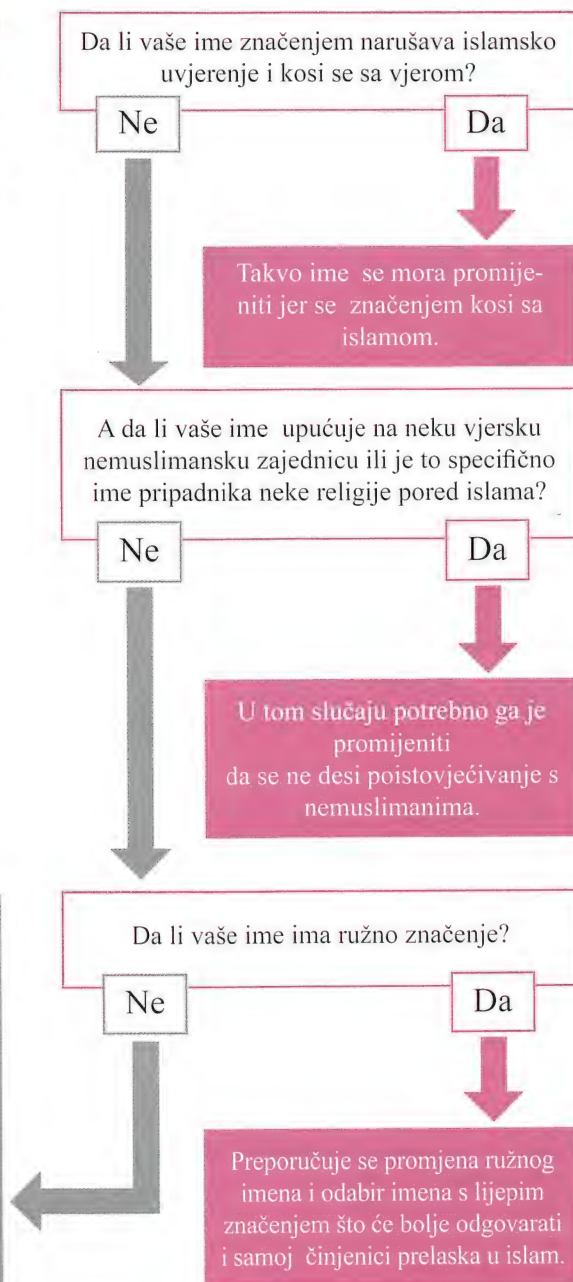 Da li vaše ime značenjem narušava islamsko
uvjerenje i kosi se sa vjerom?
Ne
Da
Takvo ime se mora promije-
niti jer se značenjem kosi sa
islamom.
A da li vaše ime upućuje na neku vjersku
nemuslimansku zajednicu ili je to specifično
ime pripadnika neke religije pored islama?
Ne
Da
U tom slučaju potrebno ga je
promijeniti
da se ne desi poistovjećivanje s
nemuslimanima.
Da li vaše ime ima ružno značenje?
Ne
Da
Preporučuje se promjena ružnog
imena i odabir imena s lijepim
značenjem što će bolje odgovarati
i samoj činjenici prelaska u islam.